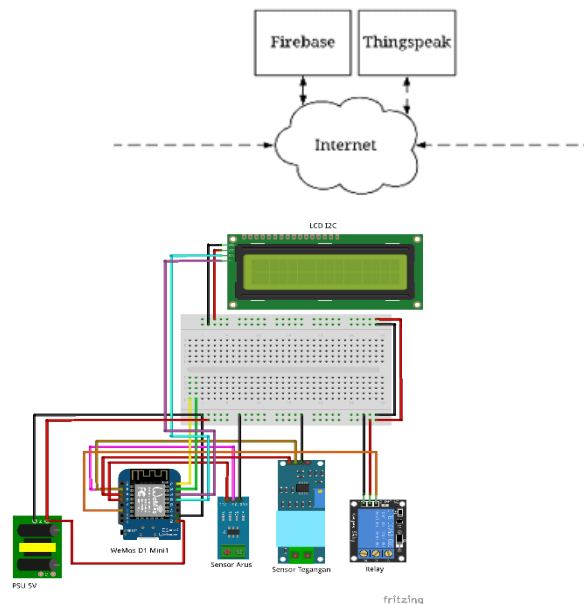 Firebase
Thingspeak
Internet
LCD I2C
WeMos D1 Mini1
Sensor Arus
Sensor Tegangan
Relay
PSU 5V
fritzing